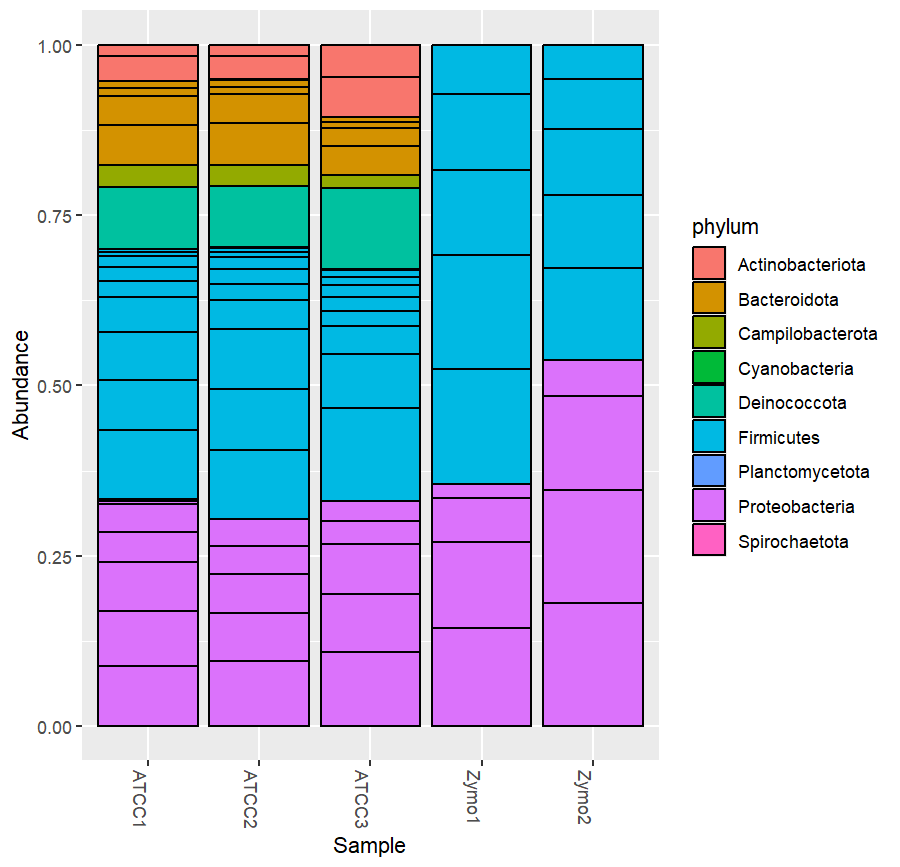 1.00
0.75
0.50
0.25
0.00
Abundance
ATCC1
ATCC2
ATCC3
Zymo1
Zymo2
Sample
phylum
Actinobacteriota
Bacteroidota
Campilobacterota
Cyanobacteria
Deinococcota
Firmicutes
Planctomycetota
Proteobacteria
Spirochaetota